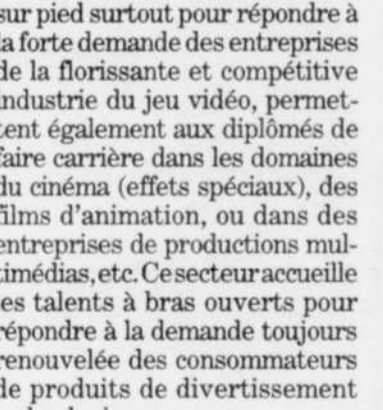 sur pied surtout pour répondre à
la forte demande des entreprises
de la florissante et compétitive
industrie du jeu vidéo, permet-
tent également aux diplômés de
faire carrière dans les domaines
du cinéma (effets spéciaux), des
films d'animation, ou dans des
entreprises de productions mul-
timédias, etc. Ce secteur accueille
les talents à bras ouverts pour
répondre à la demande toujours
renouvelée des consommateurs
de produits de divertissement